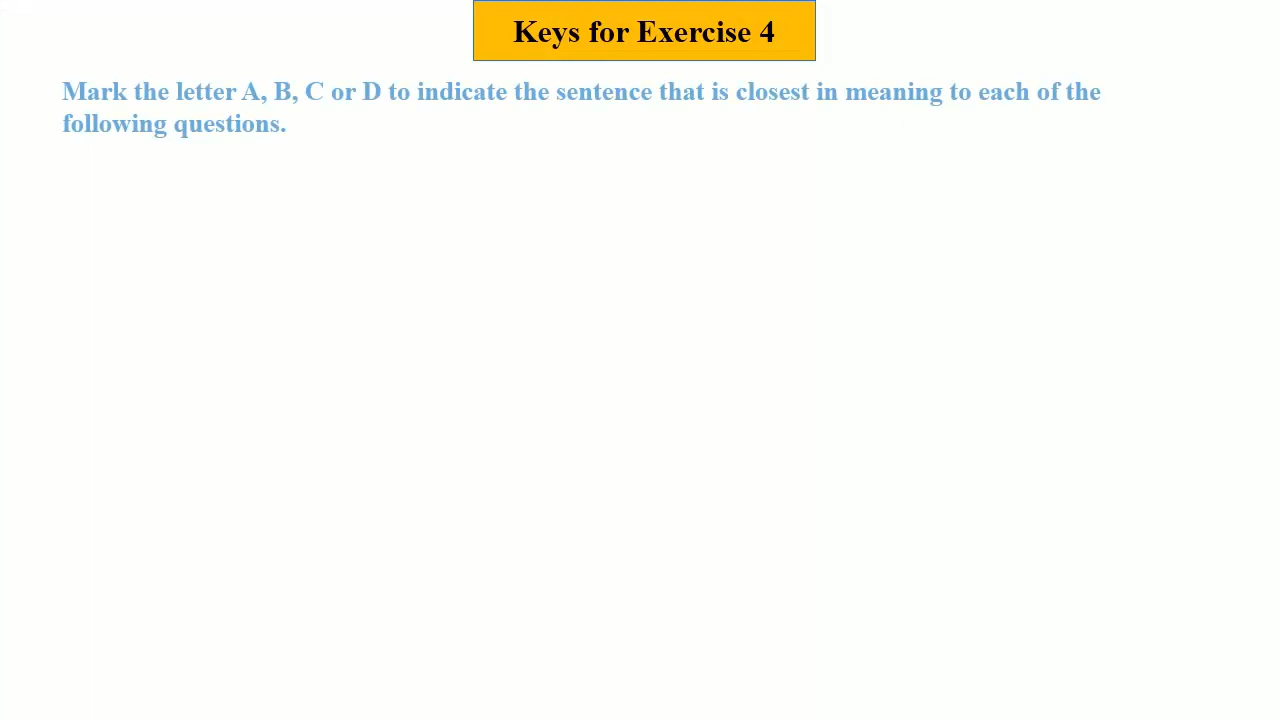 Keys for Exercise 4
Mark the letter A, B, C or D to indicate the sentence that is closest in meaning to each of the
following questions.